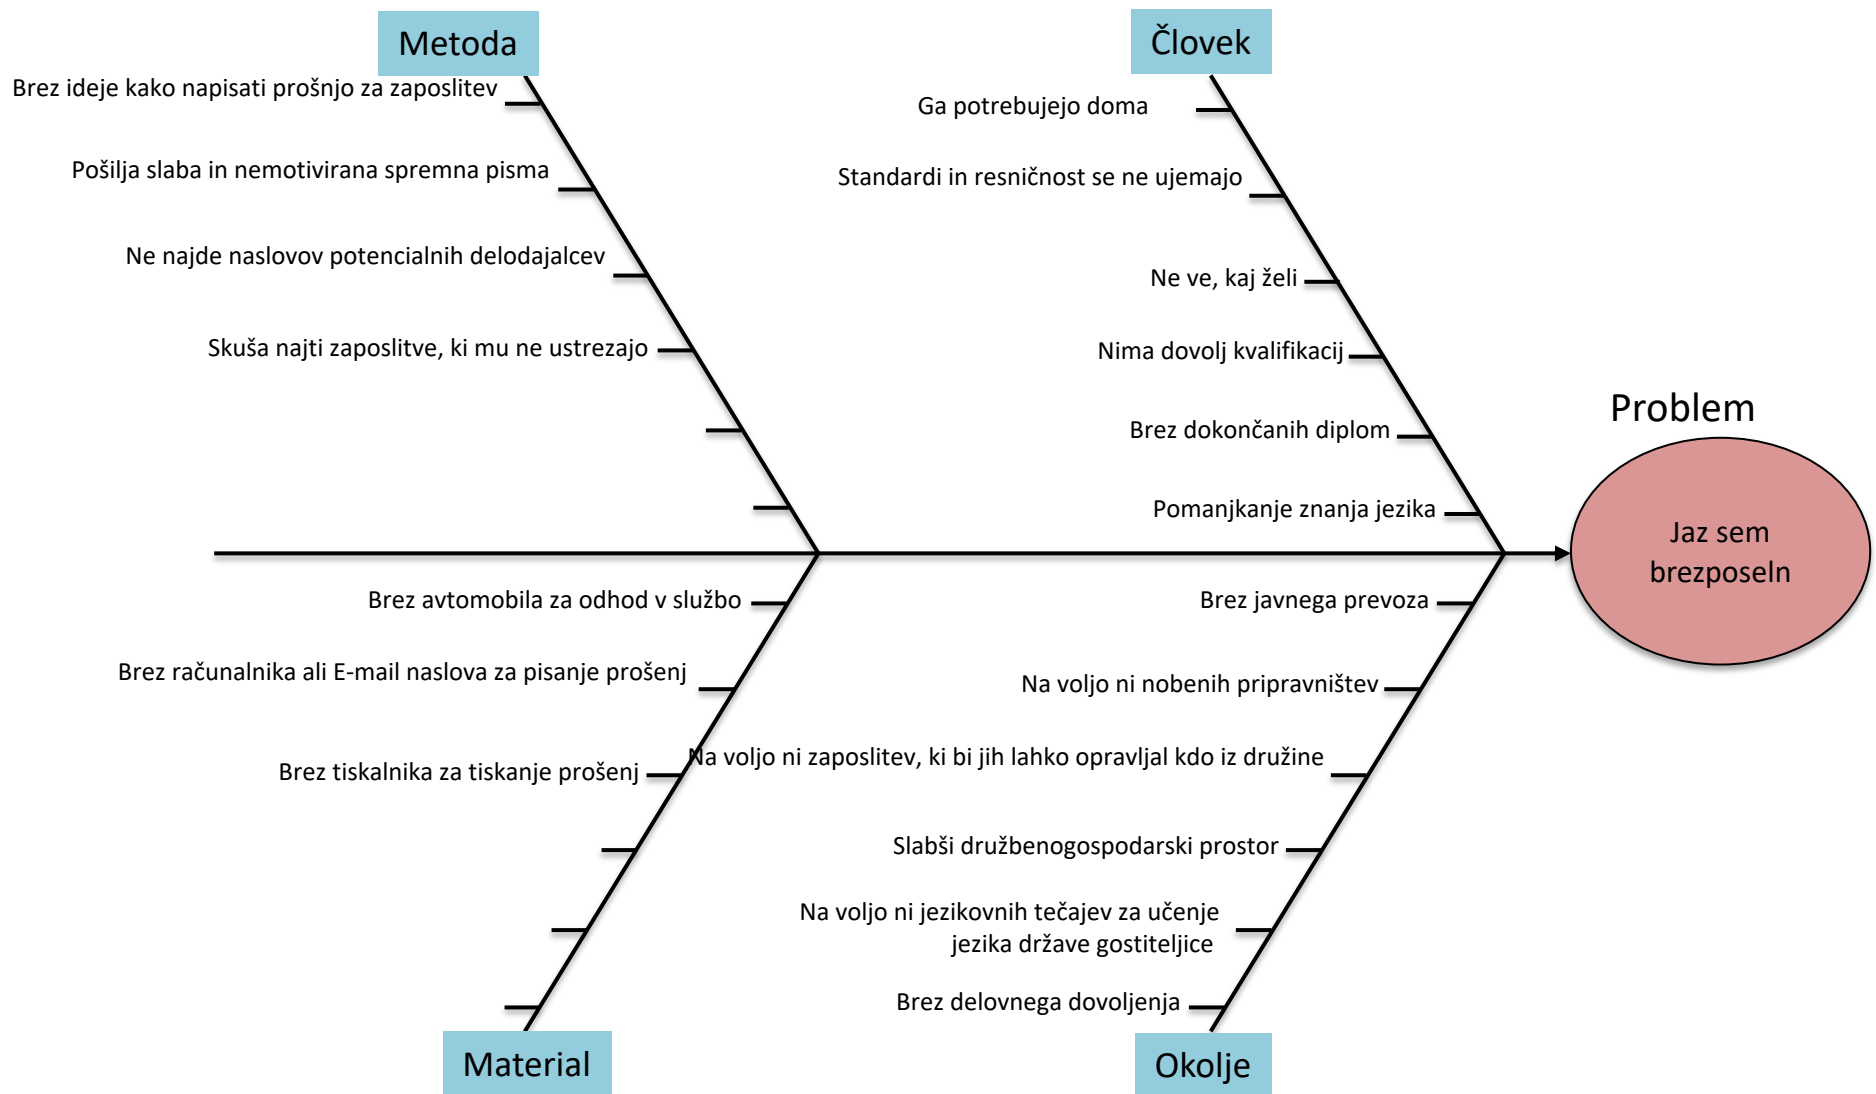 Metoda
Brez ideje kako napisati prošnjo za zaposlitev
Pošilja slaba in nemotivirana spremna pisma
Ne najde naslovov potencialnih delodajalcev
Skuša najti zaposlitve, ki mu ne ustrezajo
Človek
Ga potrebujejo doma
Standardi in resničnost se ne ujemajo
Ne ve, kaj želi
Nima dovolj kvalifikacij
Brez dokončanih diplom
Pomanjkanje znanja jezika
Problem
Jaz sem
brezposeln
Brez avtomobila za odhod v službo
Brez računalnika ali E-mail naslova za pisanje prošenj
Brez tiskalnika za tiskanje prošenj
Material
Brez javnega prevoza
Na voljo ni nobenih pripravništev
Na voljo ni zaposlitev, ki bi jih lahko opravljal kdo iz družine
Slabši družbenogospodarski prostor
Na voljo ni jezikovnih tečajev za učenje
jezika države gostiteljice
Brez delovnega dovoljenja
Okolje